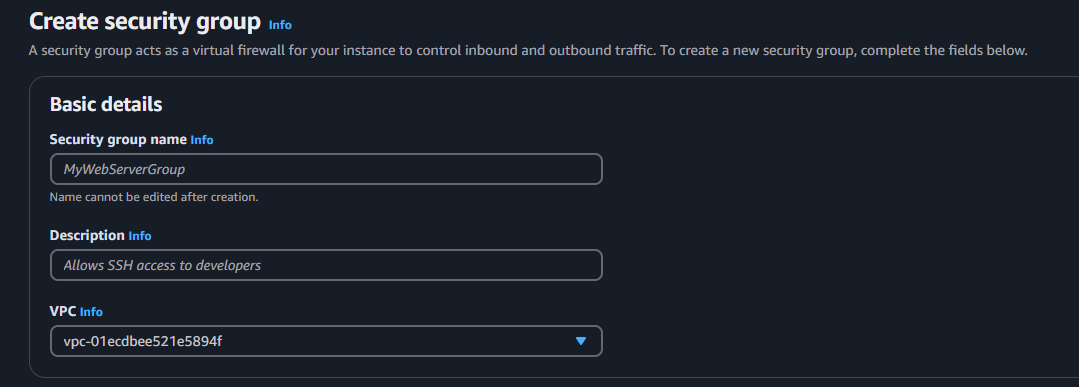 Create security group Info
A security group acts as a virtual firewall for your instance to control inbound and outbound traffic. To create a new security group, complete the fields below.
Basic details
Security group name Info
MyWebServerGroup
Name cannot be edited after creation.
Description Info
Allows SSH access to developers
VPC Info
vpc-01ecdbee521e5894f